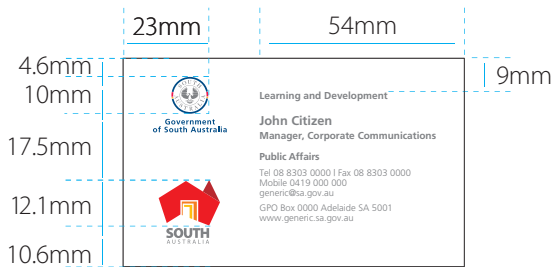 23mm
54mm
4.6mm
10mm
17.5mm
12.1mm
10.6mm
9mm
SOUTH
AUSTRALIA
Government
of South Australia
SOUTH
AUSTRALIA
Learning and Development
John Citizen
Manager, Corporate Communications
Public Affairs
Tel 08 8303 0000 I Fax 08 8303 0000
Mobile 0419 000 000
generic@sa.gov.au
GPO Box 0000 Adelaide SA 5001
www.generic.sa.gov.au